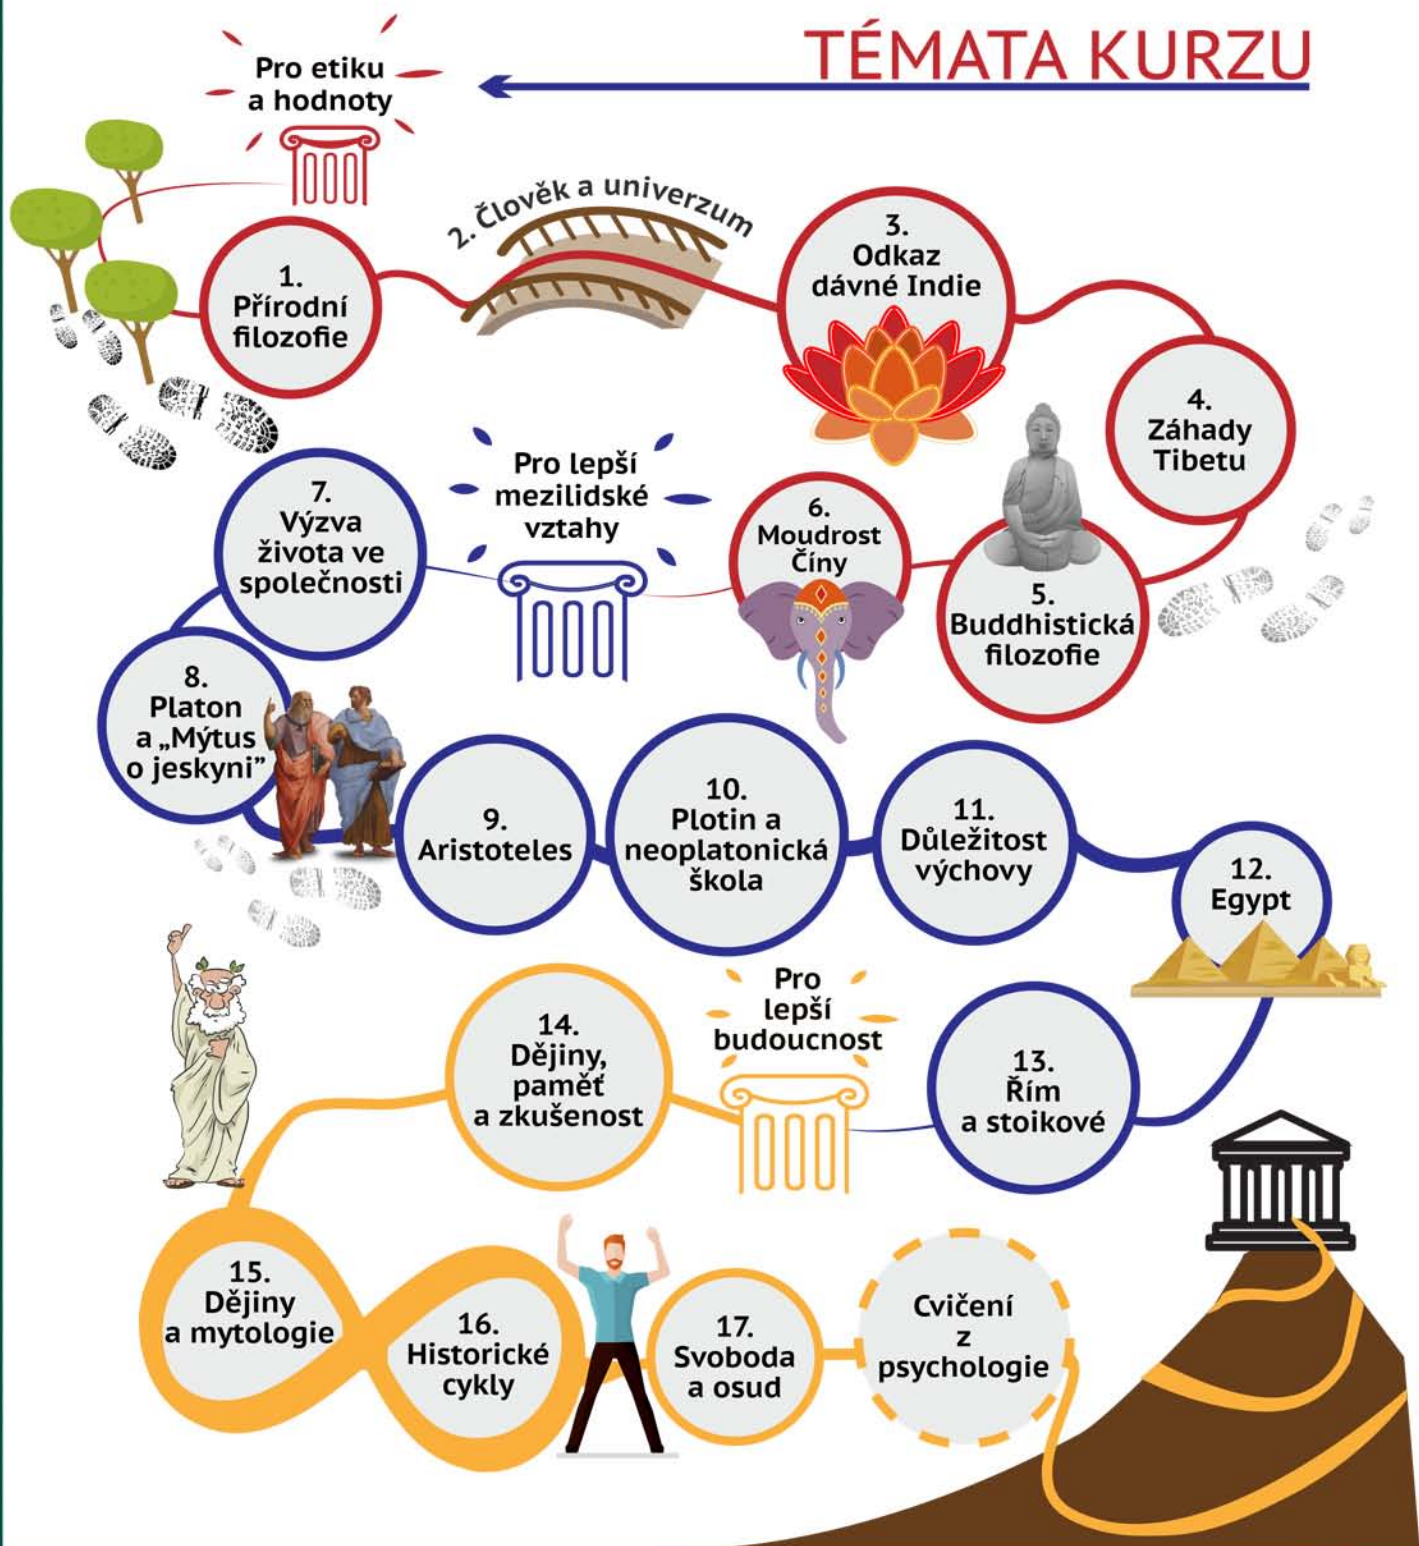 TÉMATA KURZU
Pro etiku
a hodnoty
1.
Přírodní
filozofie
2. Člověk a univerzum
3.
Odkaz
dávné Indie
4.
Záhady
Tibetu
5.
Buddhistická
filozofie
6.
Moudrost
Číny
Pro lepší
mezilidské
vztahy
7.
Výzva
života ve
společnosti
8.
Platon
a „Mýtus
o jeskyni”
9.
Aristoteles
10.
Plotin a
neoplatonická
škola
11.
Důležitost
výchovy
12.
Egypt
13.
Řím
a stoikové
Pro
lepší
budoucnost
14.
Dějiny,
paměť
a zkušenost
15.
Dějiny
a mytologie
16.
Historické
cykly
17.
Svoboda
a osud
Cvičení
z
psychologie